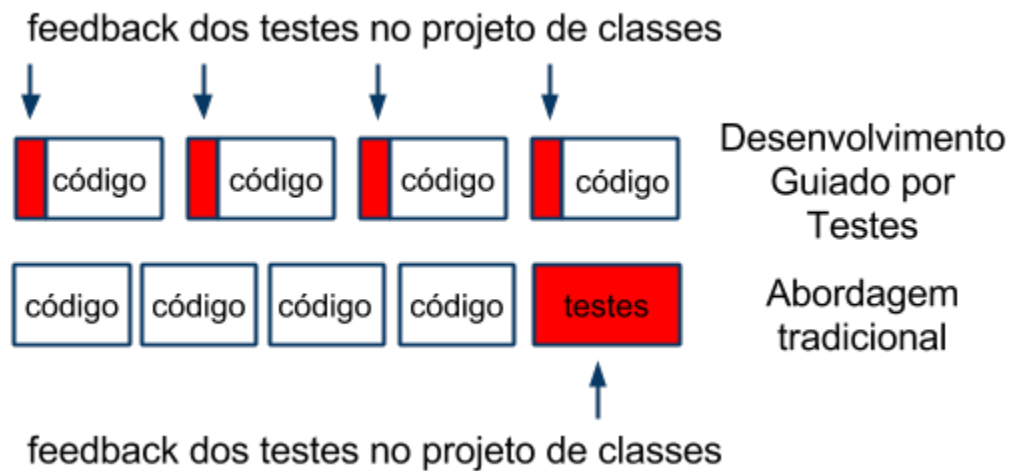 feedback dos testes no projeto de classes
código código código código
Desenvolvimento
Guiado por
Testes
código código código código testes
Abordagem
tradicional
feedback dos testes no projeto de classes